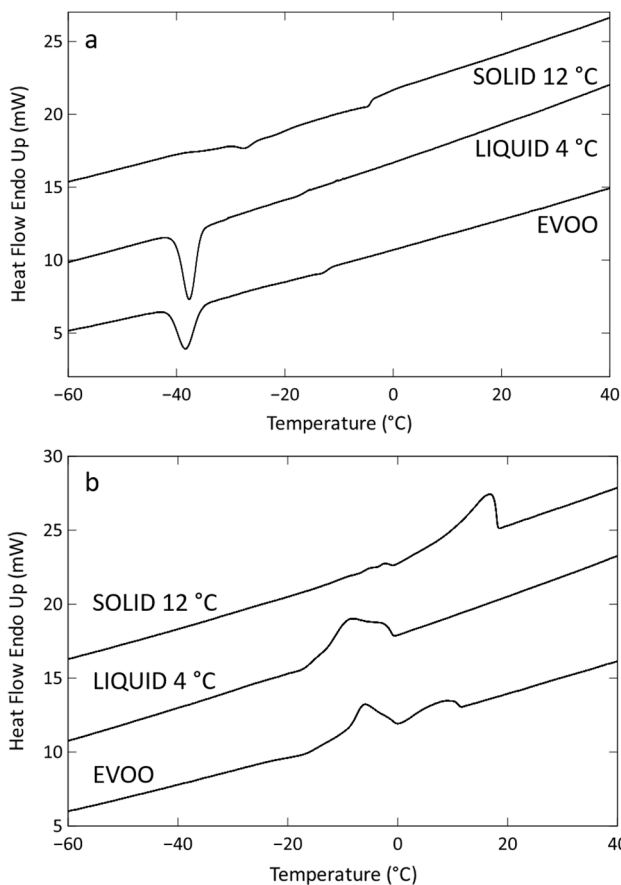 a
25
20
15
10
5
Heat Flow Endo Up (mW)
SOLID 12 °C
LIQUID 4 °C
EVOO
−60
−40
−20
0
20
40
Temperature (°C)
b
30
25
20
15
10
5
Heat Flow Endo Up (mW)
SOLID 12 °C
LIQUID 4 °C
EVOO
−60
−40
−20
0
20
40
Temperature (°C)